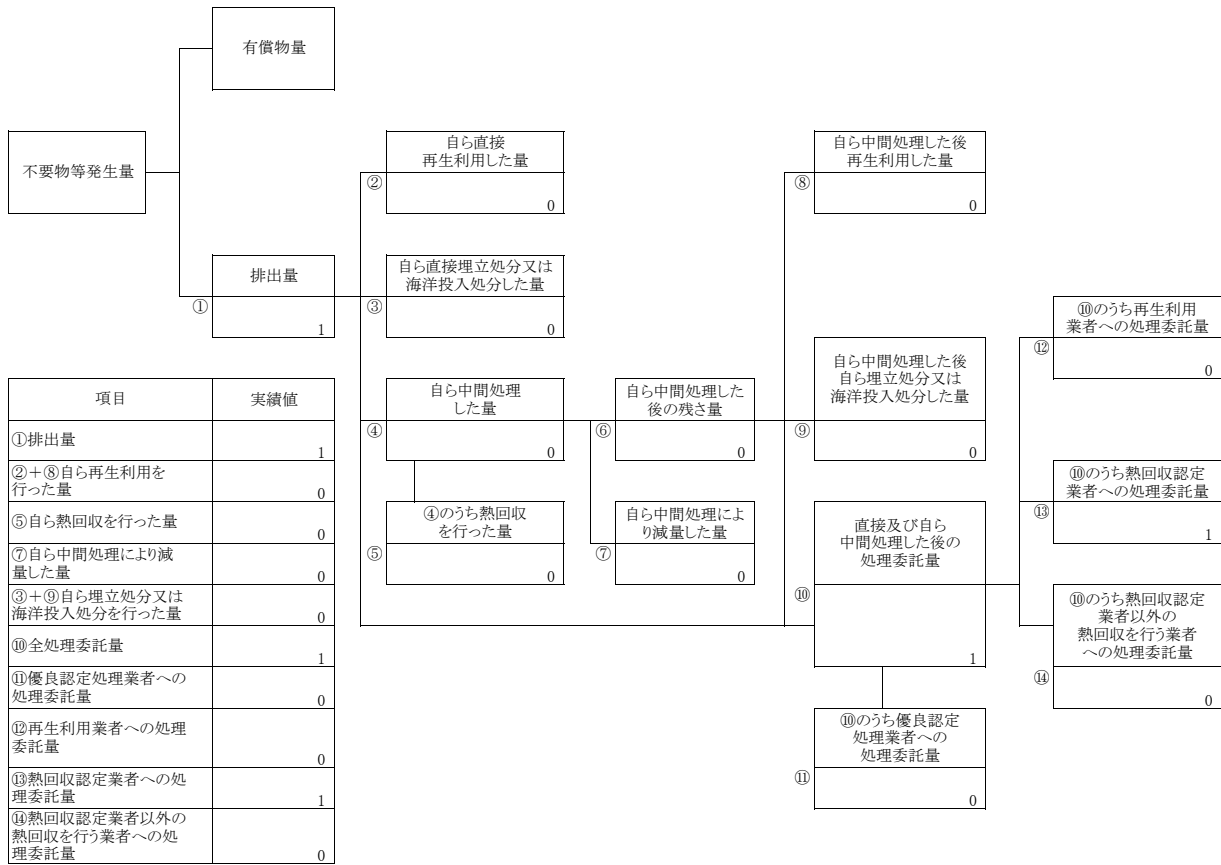 有償物量
不要物等発生量
自ら直接
再生利用した量
②
0
自ら中間処理した後
再生利用した量
⑧
0
排出量
①
1
自ら直接埋立処分又は
海洋投入処分した量
③
0
⑩のうち再生利用
業者への処理委託量
⑫
0
自ら中間処理
した量
④
0
自ら中間処理した
後の残さ量
⑥
0
自ら中間処理した後
自ら埋立処分又は
海洋投入処分した量
⑨
0
⑩のうち熱回収認定
業者への処理委託量
⑬
1
④のうち熱回収
を行った量
⑤
0
自ら中間処理によ
り減量した量
⑦
0
直接及び自ら
中間処理した後の
処理委託量
⑩
1
⑩のうち熱回収認定
業者以外の
熱回収を行う業者
への処理委託量
⑭
0
⑩のうち優良認定
処理業者への
処理委託量
⑪
0
項目 実績値
①排出量 1
②＋⑧自ら再生利用を
行った量 0
⑤自ら熱回収を行った量 0
⑦自ら中間処理により減
量した量 0
③＋⑨自ら埋立処分又は
海洋投入処分を行った量 0
⑩全処理委託量 1
⑪優良認定処理業者への
処理委託量 0
⑫再生利用業者への処理
委託量 0
⑬熱回収認定業者への処
理委託量 1
⑭熱回収認定業者以外の
熱回収を行う業者への処
理委託量 0